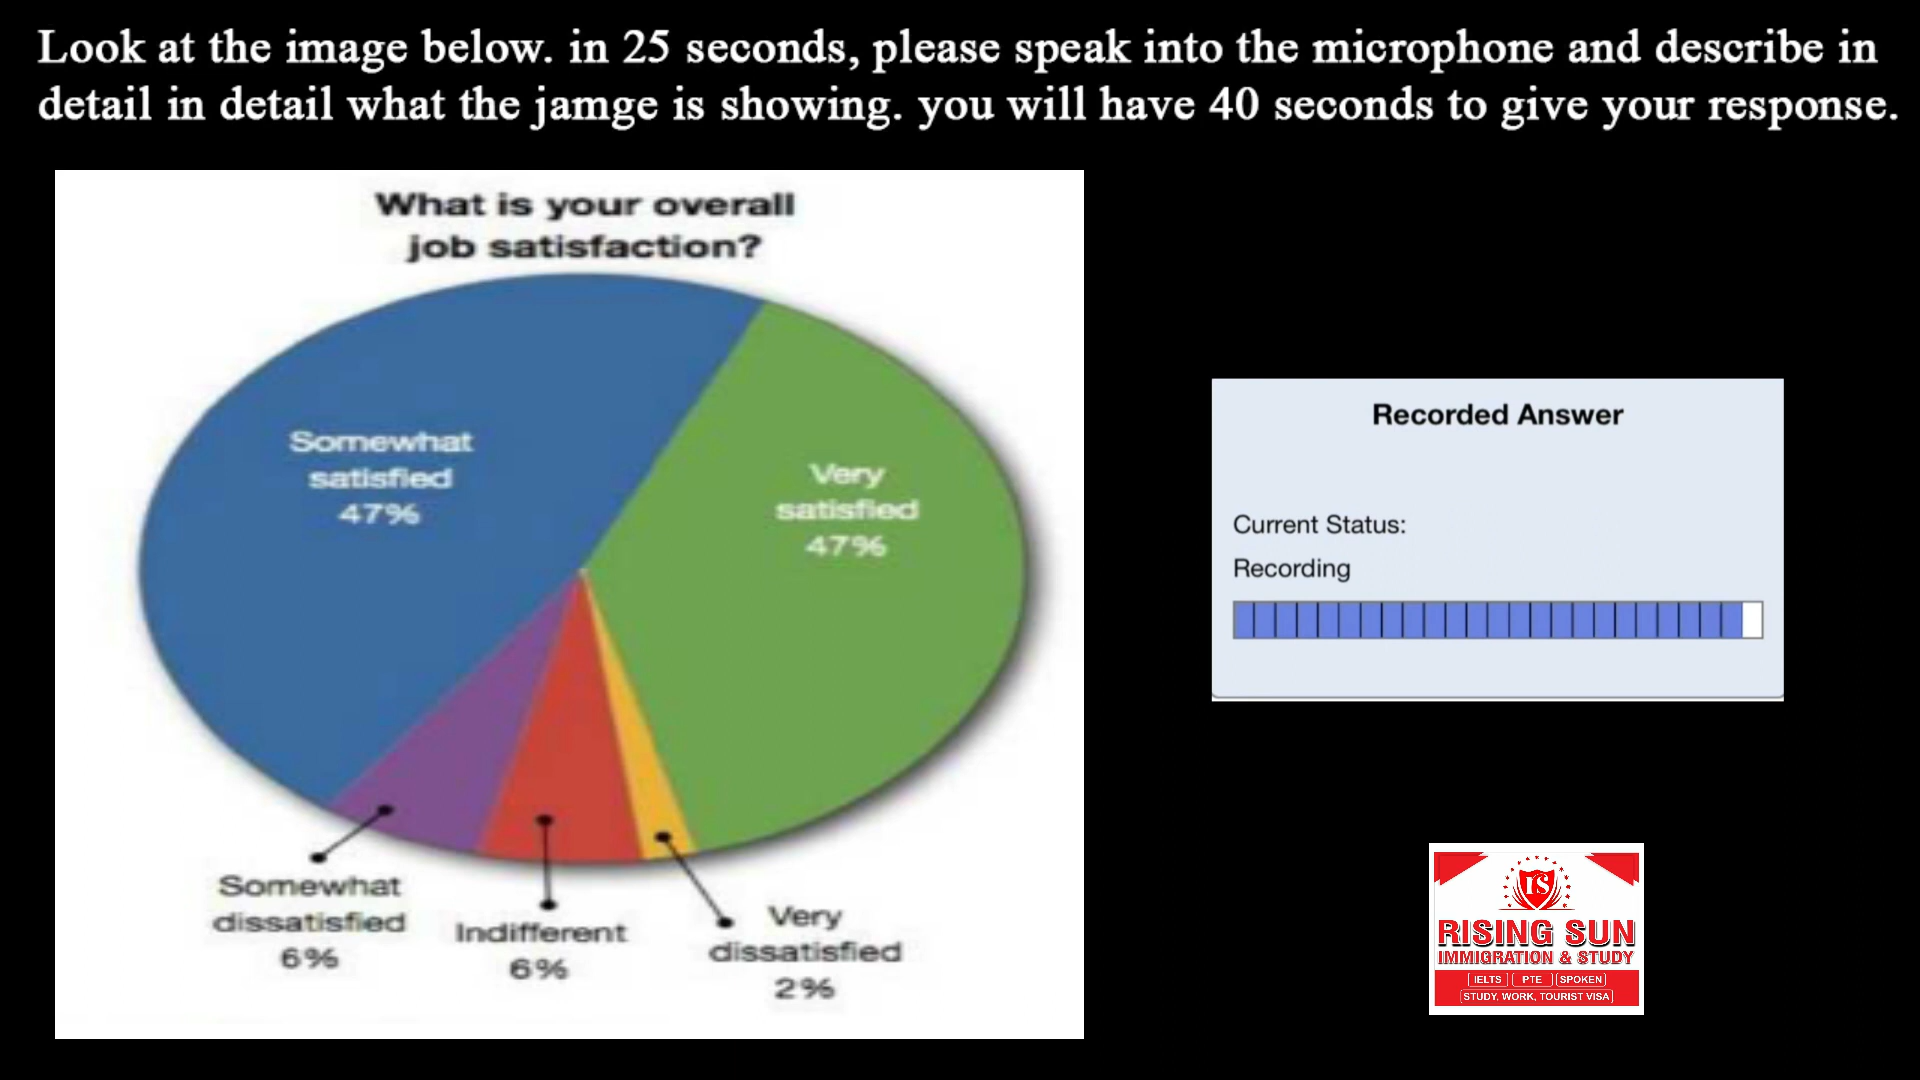 Look at the image below. in 25 seconds, please speak into the microphone and describe in
detail in detail what the jamge is showing. you will have 40 seconds to give your response.
What is your overall
job satisfaction?
Somewhat
satisfied
47%
Very
satisfied
47%
Somewhat
dissatisfied
6%
Indifferent
6%
Very
dissatisfied
2%
Recorded Answer
Current Status:
Recording
RS
RISING SUN
IMMIGRATION & STUDY
IELTS PTE SPOKEN
STUDY, WORK, TOURIST VISA